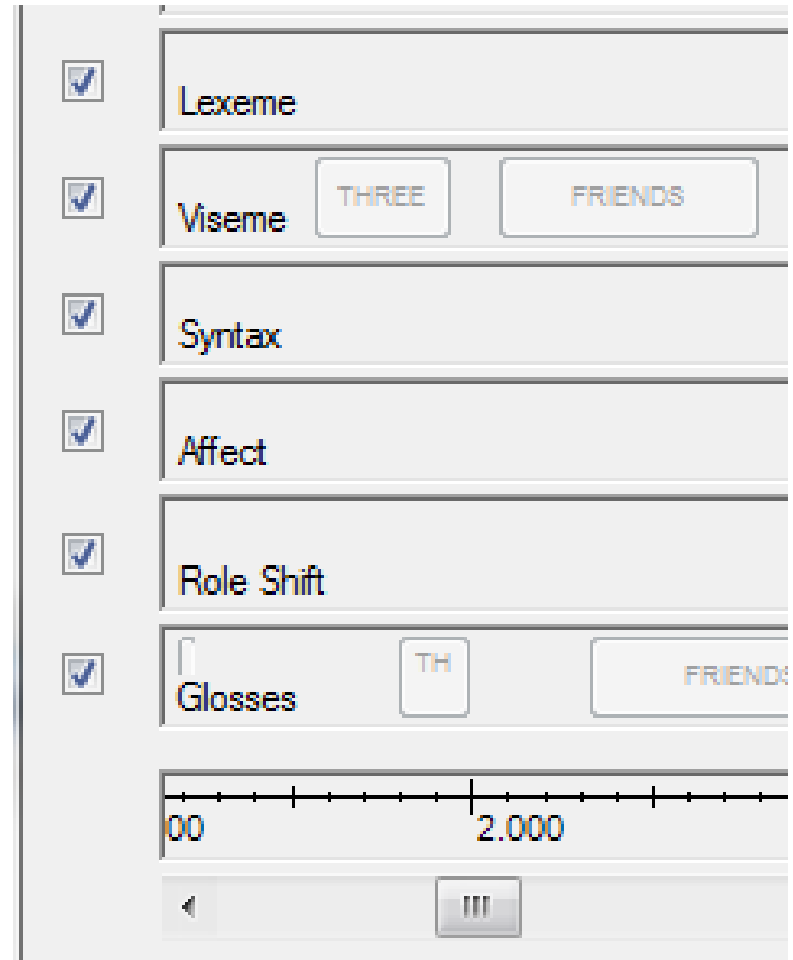 Lexeme
Viseme THREE FRIENDS
Syntax
Affect
Role Shift
Glosses TH FRIENDS
00 2.000